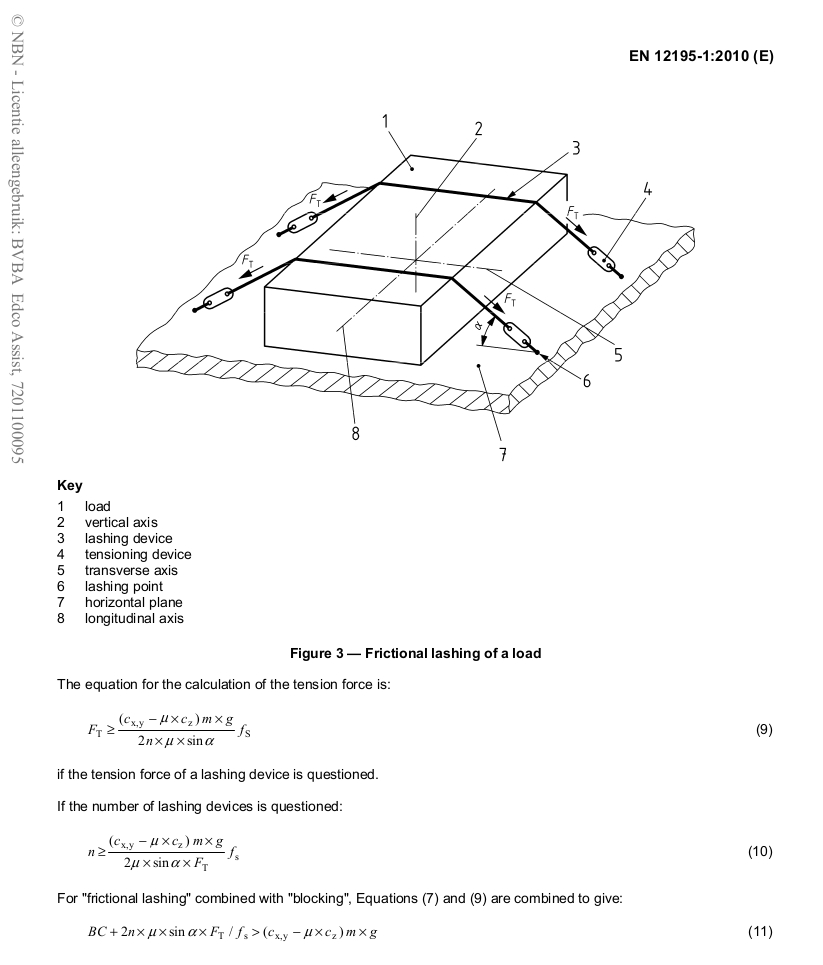 © NBN - Licentie alleengebruik: BVBA Edco Assist, 7201100095
EN 12195-1:2010 (E)
1
2
3
4
F_T
F_T
F_T
F_T
α
5
6
7
8
Key
1 load
2 vertical axis
3 lashing device
4 tensioning device
5 transverse axis
6 lashing point
7 horizontal plane
8 longitudinal axis
Figure 3 — Frictional lashing of a load
The equation for the calculation of the tension force is:
F_T ≥ (c_x,y − μ × c_z) m × g / 2n × μ × sin α f_S (9)
if the tension force of a lashing device is questioned.
If the number of lashing devices is questioned:
n ≥ (c_x,y − μ × c_z) m × g / 2μ × sin α × F_T f_s (10)
For "frictional lashing" combined with "blocking", Equations (7) and (9) are combined to give:
BC + 2n × μ × sin α × F_T / f_s > (c_x,y − μ × c_z) m × g (11)